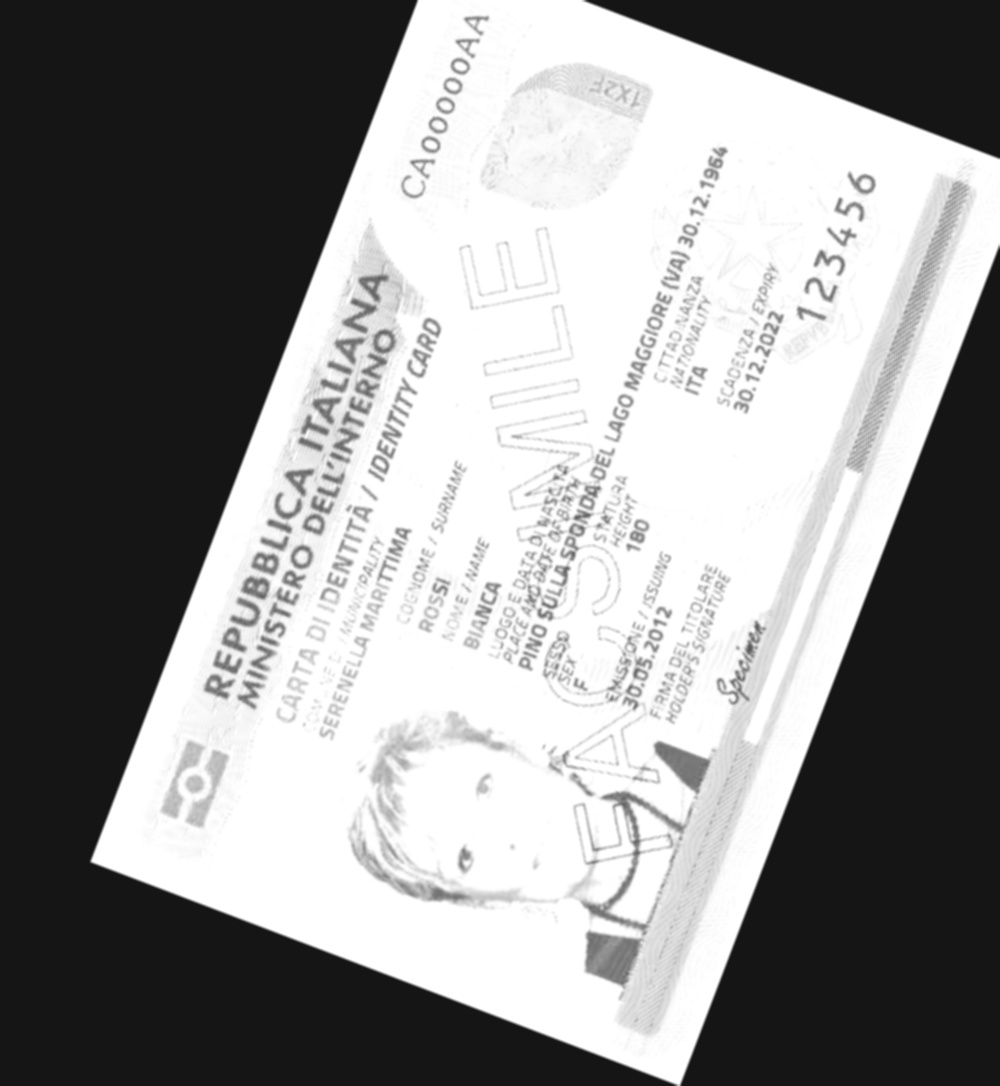 CA00000AA
REPUBBLICA ITALIANA
MINISTERO DELL'INTERNO
CARTA DI IDENTITÀ / IDENTITY CARD
COMUNE DI / MUNICIPALITY
SERENELLA MARITTIMA
COGNOME / SURNAME
ROSSI
NOME / NAME
BIANCA
LUOGO E DATA DI NASCITA
PLACE AND DATE OF BIRTH
PINO SULLA SPONDA DEL LAGO MAGGIORE (VA) 30.12.1964
SESSO
SEX
F
STATURA
HEIGHT
180
CITTADINANZA
NATIONALITY
ITA
EMISSIONE / ISSUING
30.05.2012
SCADENZA / EXPIRY
30.12.2022
FIRMA DEL TITOLARE
HOLDER'S SIGNATURE
Specimen
123456
FACSIMILE
1X2F